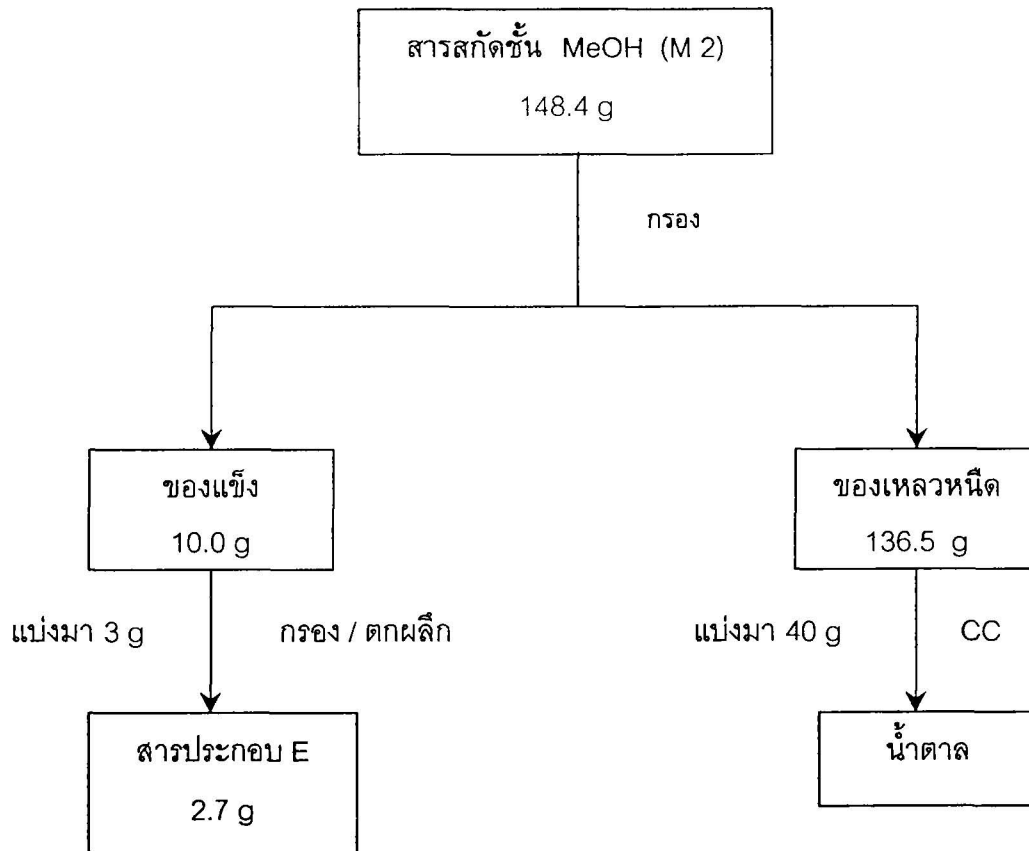 สารสกัดชั้น MeOH (M 2)
148.4 g
กรอง
ของแข็ง
10.0 g
ของเหลวหนืด
136.5 g
แบ่งมา 3 g
กรอง / ตกผลึก
แบ่งมา 40 g
CC
สารประกอบ E
2.7 g
น้ำตาล